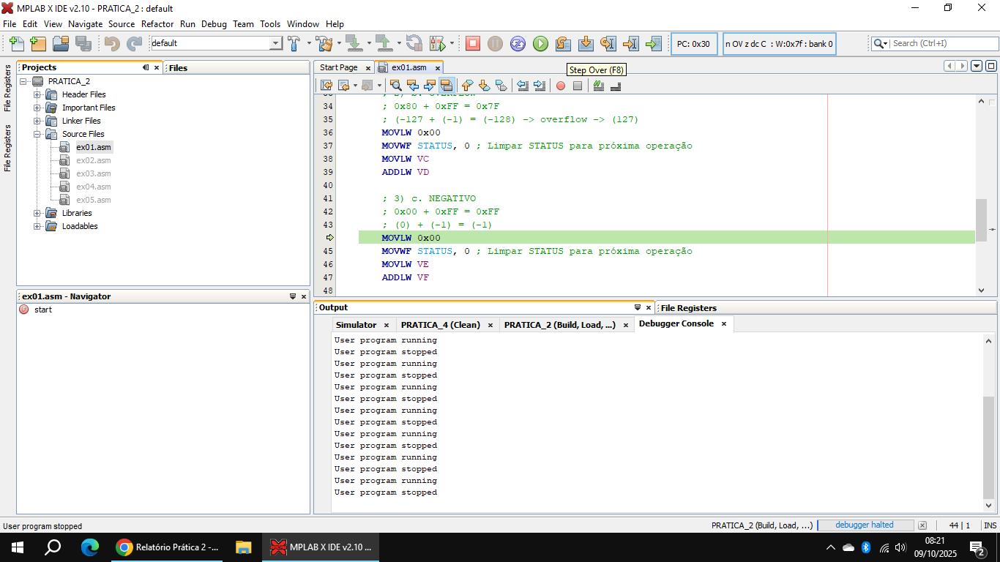 MPLAB X IDE v2.10 - PRATICA_2 : default
File Edit View Navigate Source Refactor Run Debug Team Tools Window Help
default
PC: 0x30
n OV z dc C : W:0x7f : bank 0
Search (Ctrl+I)
File Registers
File Registers
Projects
Files
PRATICA_2
Header Files
Important Files
Linker Files
Source Files
ex01.asm
ex02.asm
ex03.asm
ex04.asm
ex05.asm
Libraries
Loadables
ex01.asm - Navigator
start
Start Page
ex01.asm
Step Over (F8)
34 ; 0x80 + 0xFF = 0x7F
35 ; (-127 + (-1) = (-128) -> overflow -> (127)
36 MOVLW 0x00
37 MOVWF STATUS, 0 ; Limpar STATUS para próxima operação
38 MOVLW VC
39 ADDLW VD
40
41 ; 3) c. NEGATIVO
42 ; 0x00 + 0xFF = 0xFF
43 ; (0) + (-1) = (-1)
MOVLW 0x00
45 MOVWF STATUS, 0 ; Limpar STATUS para próxima operação
46 MOVLW VE
47 ADDLW VF
48
Output
File Registers
Simulator
PRATICA_4 (Clean)
PRATICA_2 (Build, Load, ...)
Debugger Console
User program running
User program stopped
User program running
User program stopped
User program running
User program stopped
User program running
User program stopped
User program running
User program stopped
User program running
User program stopped
User program running
User program stopped
User program stopped
PRATICA_2 (Build, Load, ...)
debugger halted
44 | 1
INS
Relatório Prática 2 -...
MPLAB X IDE v2.10 ...
08:21
09/10/2025
2